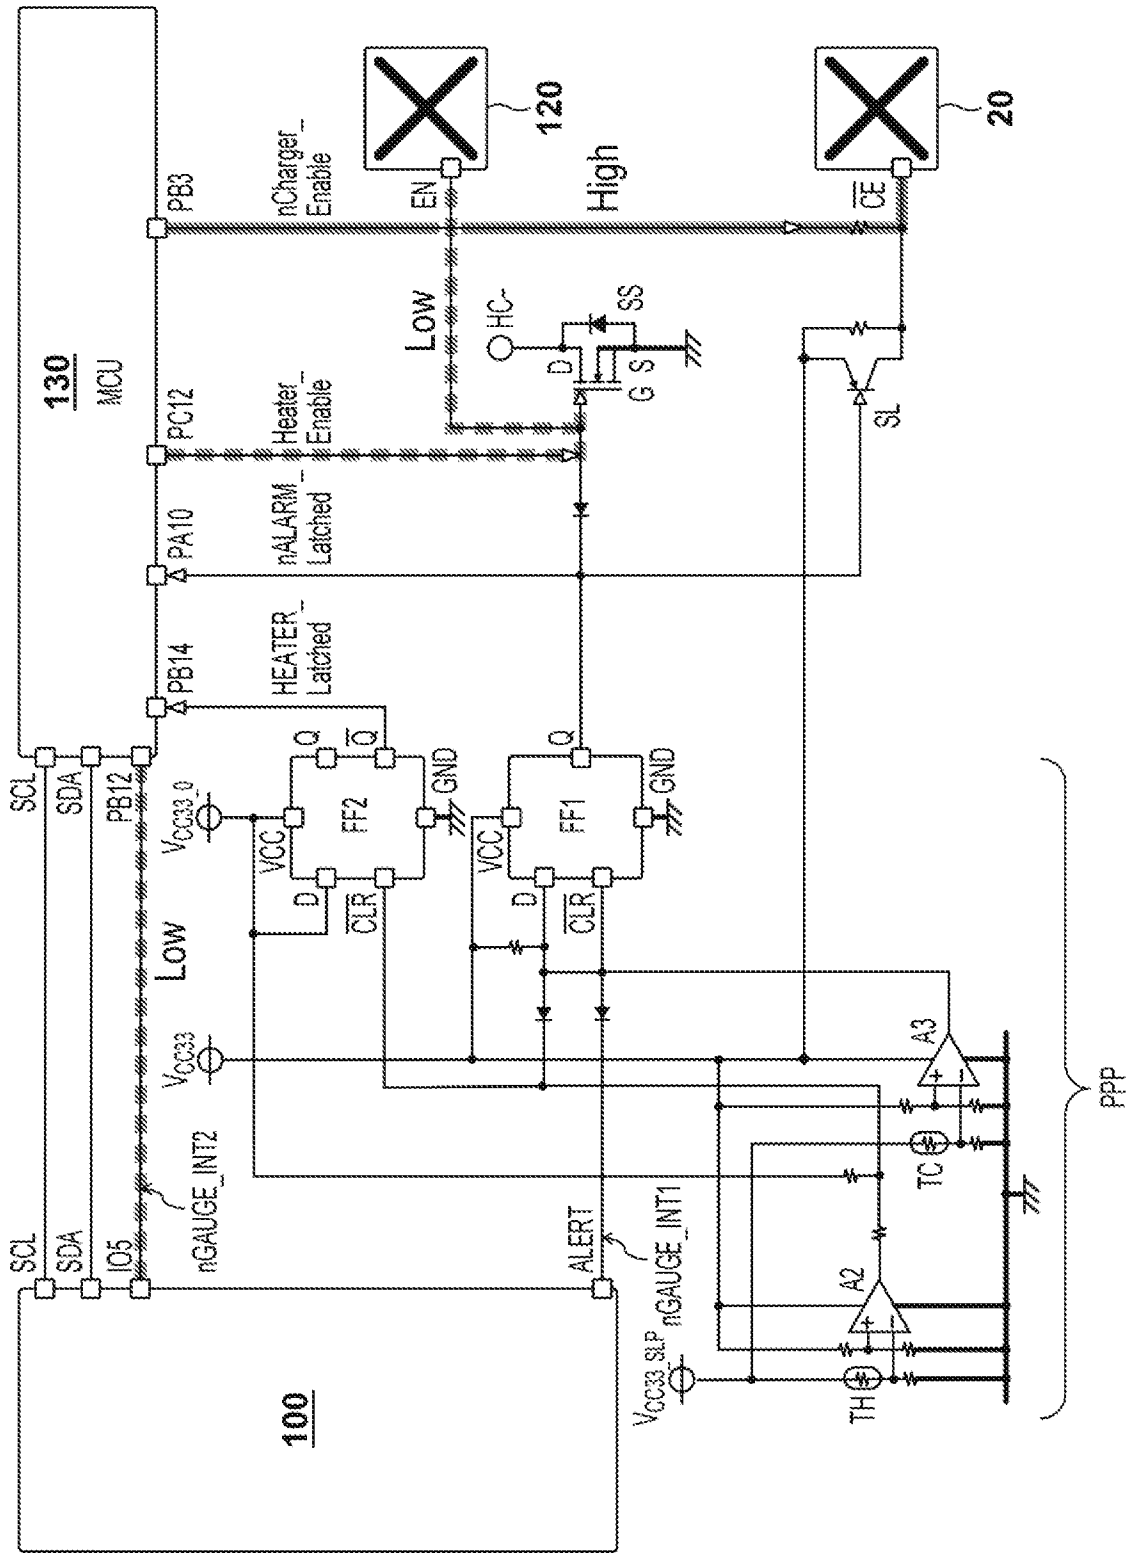 130
MCU
SCL
SDA
PB12
PB14
PA10
PC12
PB3
HEATER_
Latched
nALARM_
Latched
Heater_
Enable
nCharger_
Enable
SCL
SDA
IO5
nGAUGE_INT2
Low
VCC33
VCC33_0
VCC
D
CLR
FF2
Q
Q
GND
Low
EN
120
HC-
D
S
G
SS
High
100
ALERT
nGAUGE_INT1
VCC
D
CLR
FF1
Q
GND
VCC33_SLP
TH
A2
TC
A3
+
−
+
−
SL
CE
20
PPP